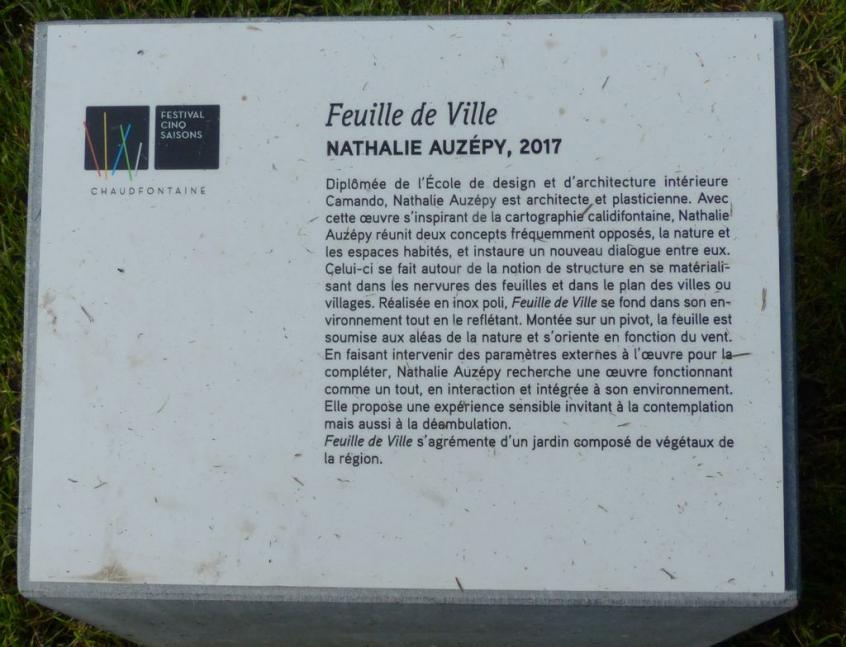 FESTIVAL
CINQ
SAISONS
CHAUDFONTAINE
Feuille de Ville
NATHALIE AUZÉPY, 2017
Diplômée de l'École de design et d'architecture intérieure
Camando, Nathalie Auzépy est architecte et plasticienne. Avec
cette œuvre s'inspirant de la cartographie calidifontaine, Nathalie
Auzépy réunit deux concepts fréquemment opposés, la nature et
les espaces habités, et instaure un nouveau dialogue entre eux.
Celui-ci se fait autour de la notion de structure en se matériali-
sant dans les nervures des feuilles et dans le plan des villes ou
villages. Réalisée en inox poli, Feuille de Ville se fond dans son en-
vironnement tout en le reflétant. Montée sur un pivot, la feuille est
soumise aux aléas de la nature et s'oriente en fonction du vent.
En faisant intervenir des paramètres externes à l'œuvre pour la
compléter, Nathalie Auzépy recherche une œuvre fonctionnant
comme un tout, en interaction et intégrée à son environnement.
Elle propose une expérience sensible invitant à la contemplation
mais aussi à la déambulation.
Feuille de Ville s'agrémente d'un jardin composé de végétaux de
la région.